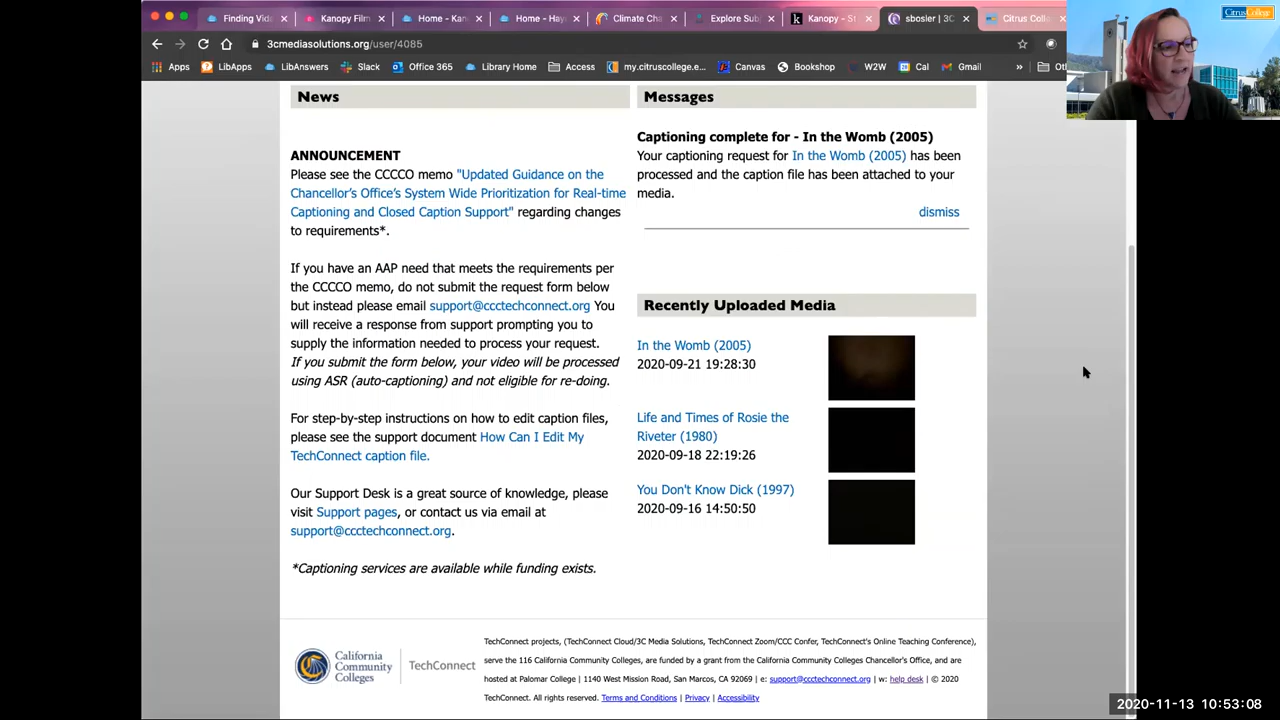 Finding Vid
Kanopy Film
Home - Kan
Home - Hay
Climate Cha
Explore Sub
Kanopy - St
sbosier | 3C
Citrus Colle
CitrusCollege
3cmediasolutions.org/user/4085
Apps
LibApps
LibAnswers
Slack
Office 365
Library Home
Access
my.citruscollege.e...
Canvas
Bookshop
W2W
Cal
Gmail
»
News
Messages
Captioning complete for - In the Womb (2005)
ANNOUNCEMENT
Your captioning request for In the Womb (2005) has been
Please see the CCCCO memo "Updated Guidance on the
processed and the caption file has been attached to your
Chancellor's Office's System Wide Prioritization for Real-time
media.
Captioning and Closed Caption Support" regarding changes
dismiss
to requirements*.
If you have an AAP need that meets the requirements per
the CCCCO memo, do not submit the request form below
but instead please email support@ccctechconnect.org You
will receive a response from support prompting you to
supply the information needed to process your request.
If you submit the form below, your video will be processed
using ASR (auto-captioning) and not eligible for re-doing.
For step-by-step instructions on how to edit caption files,
please see the support document How Can I Edit My
TechConnect caption file.
Our Support Desk is a great source of knowledge, please
visit Support pages, or contact us via email at
support@ccctechconnect.org.
*Captioning services are available while funding exists.
Recently Uploaded Media
In the Womb (2005)
2020-09-21 19:28:30
Life and Times of Rosie the
Riveter (1980)
2020-09-18 22:19:26
You Don't Know Dick (1997)
2020-09-16 14:50:50
California
Community
Colleges
TechConnect
TechConnect projects, (TechConnect Cloud/3C Media Solutions, TechConnect Zoom/CCC Confer, TechConnect's Online Teaching Conference),
serve the 116 California Community Colleges, are funded by a grant from the California Community Colleges Chancellor's Office, and are
hosted at Palomar College | 1140 West Mission Road, San Marcos, CA 92069 | e: support@ccctechconnect.org | w: help desk | © 2020
TechConnect. All rights reserved. Terms and Conditions | Privacy | Accessibility
2020-11-13 10:53:08